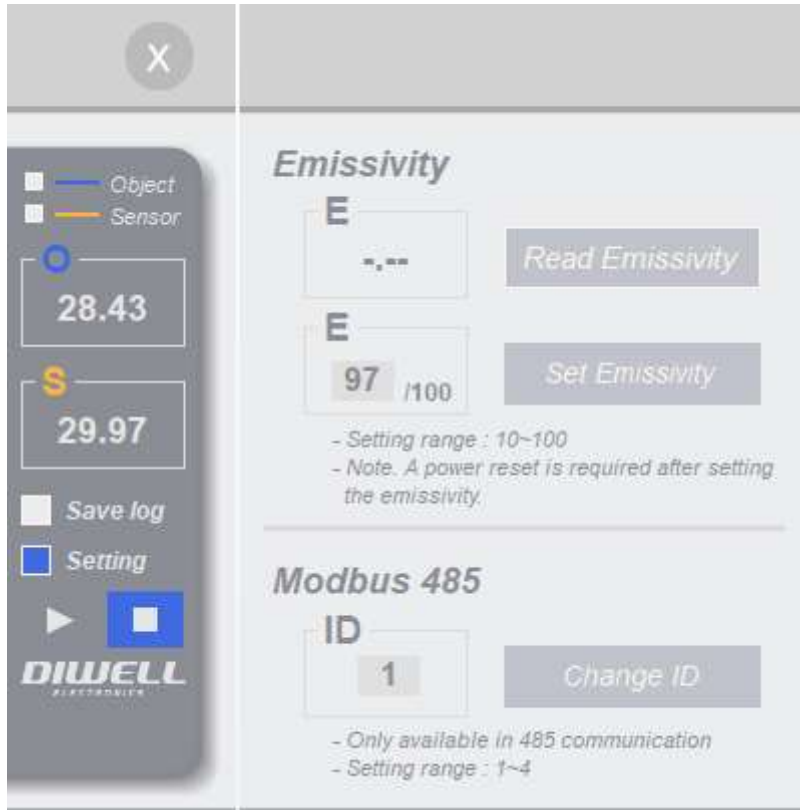 X
Object
Sensor
O
28.43
S
29.97
Save log
Setting
DIWELL
ELECTRONICS
Emissivity
E
-.--
Read Emissivity
E
97 /100
Set Emissivity
- Setting range : 10~100
- Note. A power reset is required after setting
the emissivity.
Modbus 485
ID
1
Change ID
- Only available in 485 communication
- Setting range : 1~4